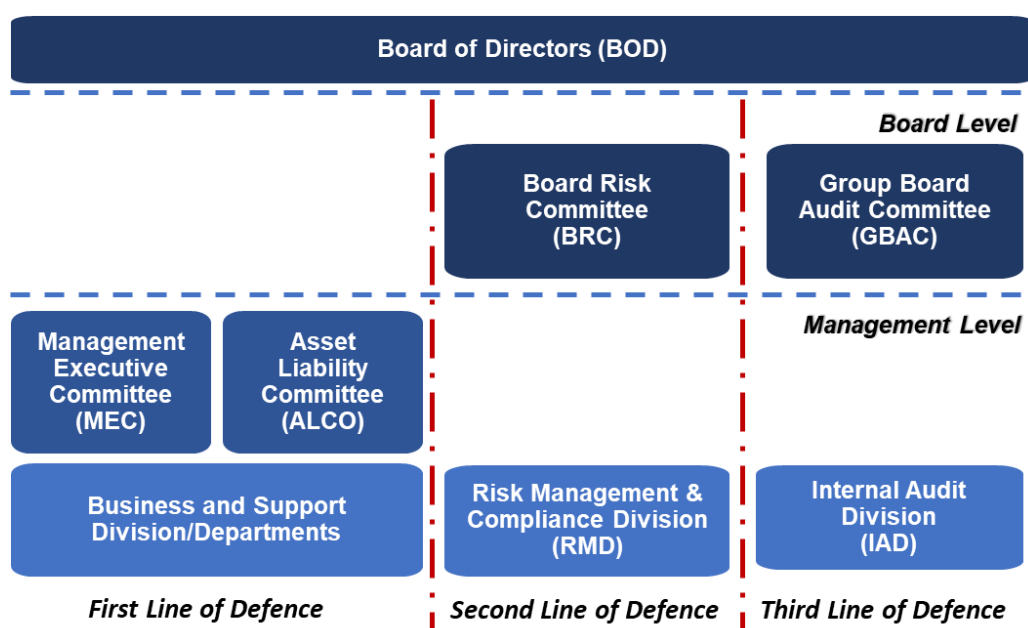 Board of Directors (BOD)
Board Level
Board Risk
Committee
(BRC)
Group Board
Audit Committee
(GBAC)
Management Level
Management
Executive
Committee
(MEC)
Asset
Liability
Committee
(ALCO)
Business and Support
Division/Departments
Risk Management &
Compliance Division
(RMD)
Internal Audit
Division
(IAD)
First Line of Defence
Second Line of Defence
Third Line of Defence